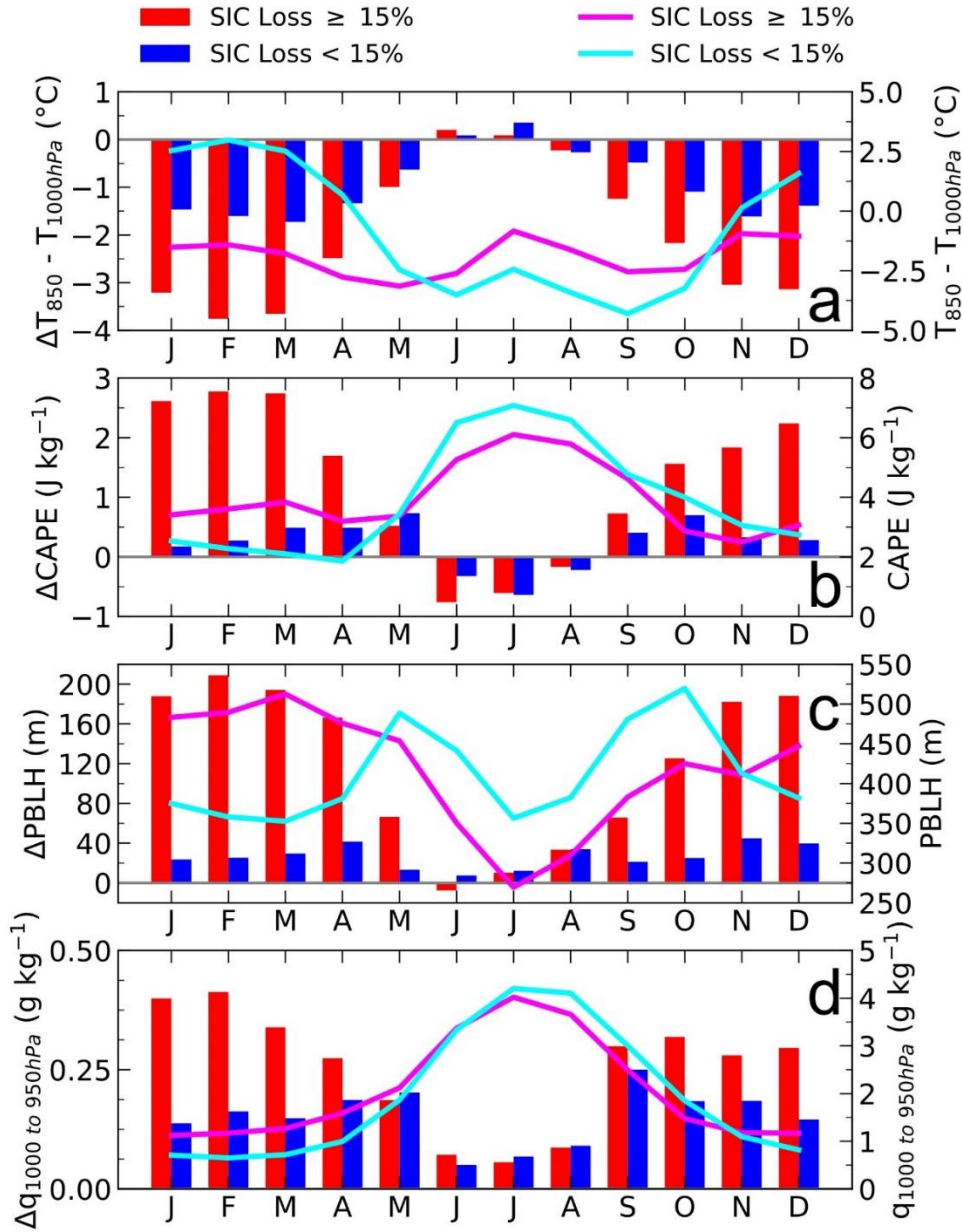 SIC Loss ≥ 15% SIC Loss ≥ 15%
SIC Loss < 15% SIC Loss < 15%
ΔT850 - T1000hPa (°C)
1
0
−1
−2
−3
−4
5.0
2.5
0.0
−2.5
−5.0
T850 - T1000hPa (°C)
a
J F M A M J J A S O N D
ΔCAPE (J kg⁻¹)
3
2
1
0
−1
8
6
4
2
0
CAPE (J kg⁻¹)
b
J F M A M J J A S O N D
ΔPBLH (m)
200
160
120
80
40
0
550
500
450
400
350
300
250
PBLH (m)
c
J F M A M J J A S O N D
Δq1000 to 950hPa (g kg⁻¹)
0.50
0.25
0.00
5
4
3
2
1
0
q1000 to 950hPa (g kg⁻¹)
d
J F M A M J J A S O N D